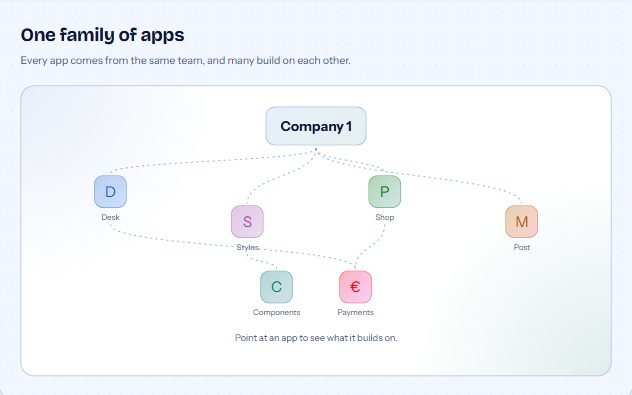 One family of apps
Every app comes from the same team, and many build on each other.
Company 1
D
Desk
P
Shop
S
Styles
M
Post
C
Components
€
Payments
Point at an app to see what it builds on.